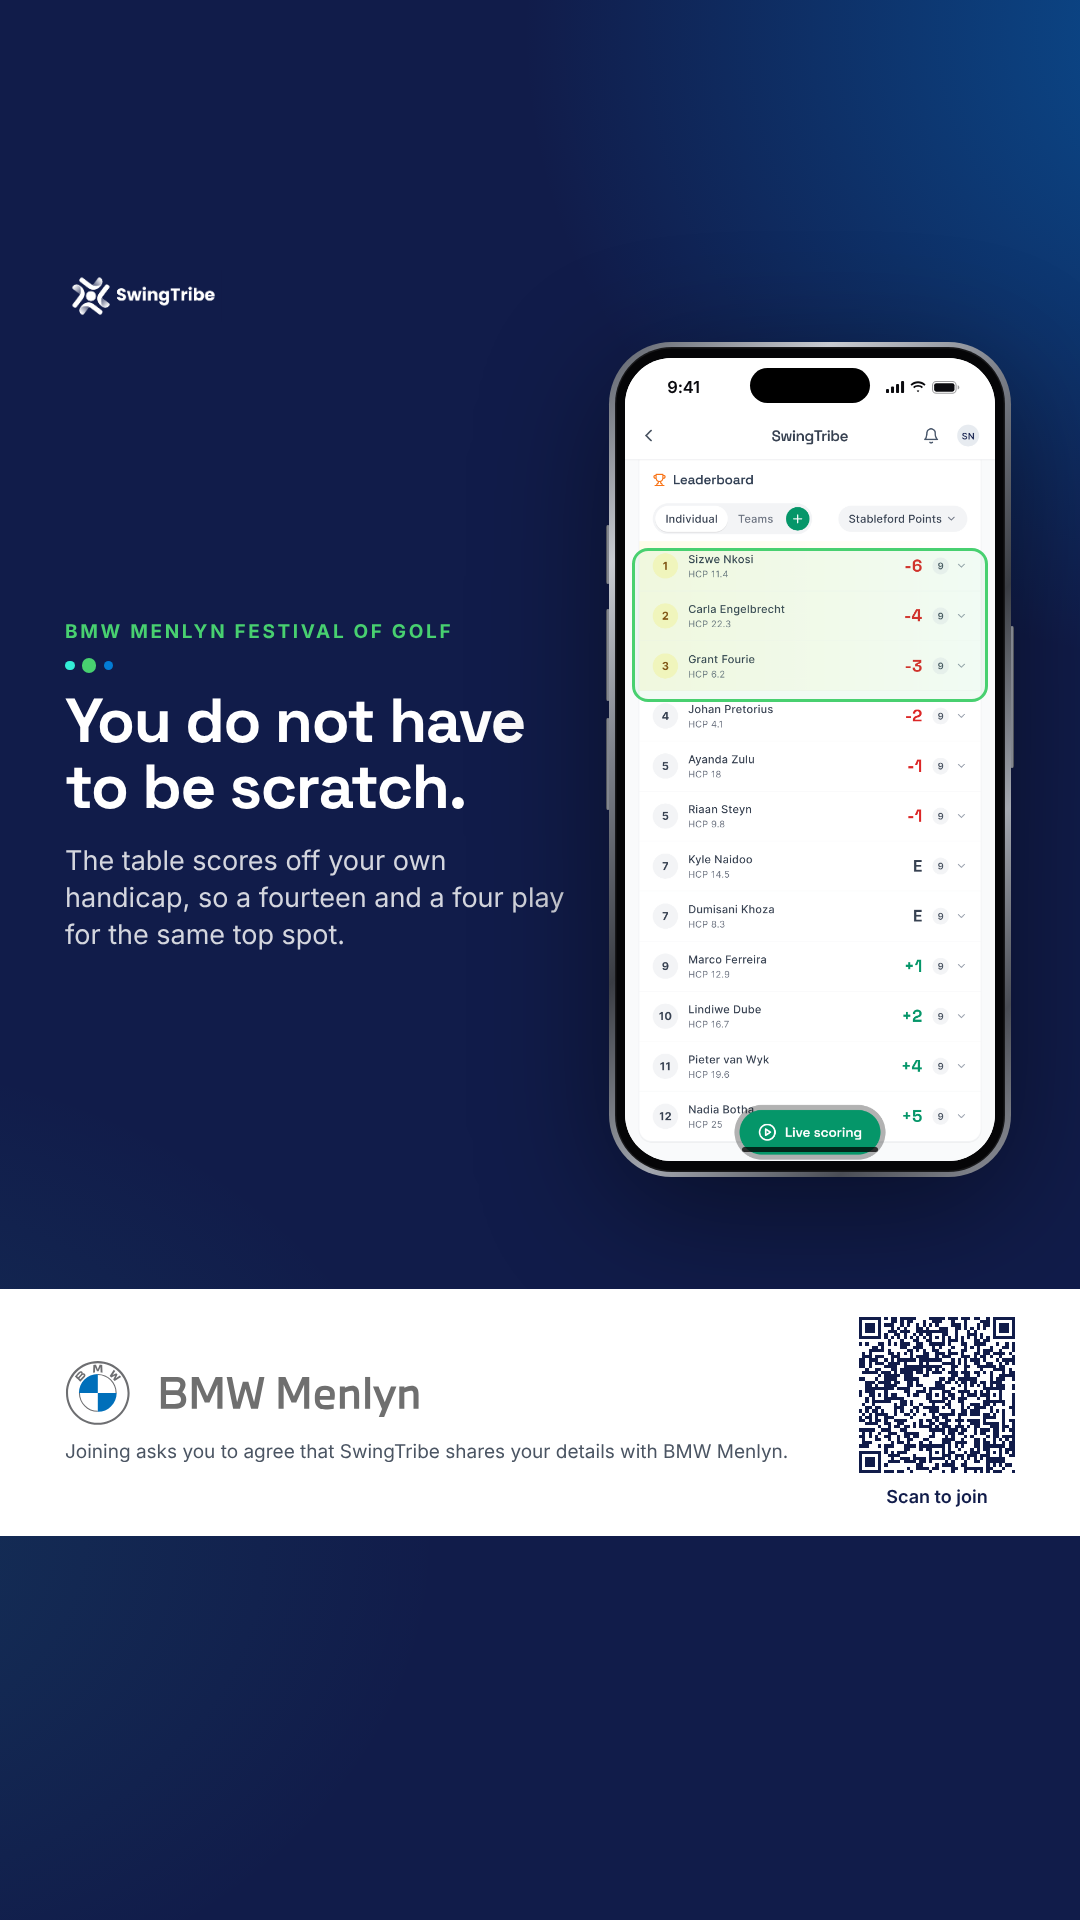 SwingTribe
BMW MENLYN FESTIVAL OF GOLF
You do not have
to be scratch.
The table scores off your own
handicap, so a fourteen and a four play
for the same top spot.
9:41
SwingTribe
SN
Leaderboard
Individual Teams + Stableford Points
1 Sizwe Nkosi -6 9
HCP 11.4
2 Carla Engelbrecht -4 9
HCP 22.3
3 Grant Fourie -3 9
HCP 6.2
4 Johan Pretorius -2 9
HCP 4.1
5 Ayanda Zulu -1 9
HCP 18
5 Riaan Steyn -1 9
HCP 9.8
7 Kyle Naidoo E 9
HCP 14.5
7 Dumisani Khoza E 9
HCP 8.3
9 Marco Ferreira +1 9
HCP 12.9
10 Lindiwe Dube +2 9
HCP 16.7
11 Pieter van Wyk +4 9
HCP 19.6
12 Nadia Botha +5 9
HCP 25
Live scoring
BMW
BMW Menlyn
Joining asks you to agree that SwingTribe shares your details with BMW Menlyn.
Scan to join